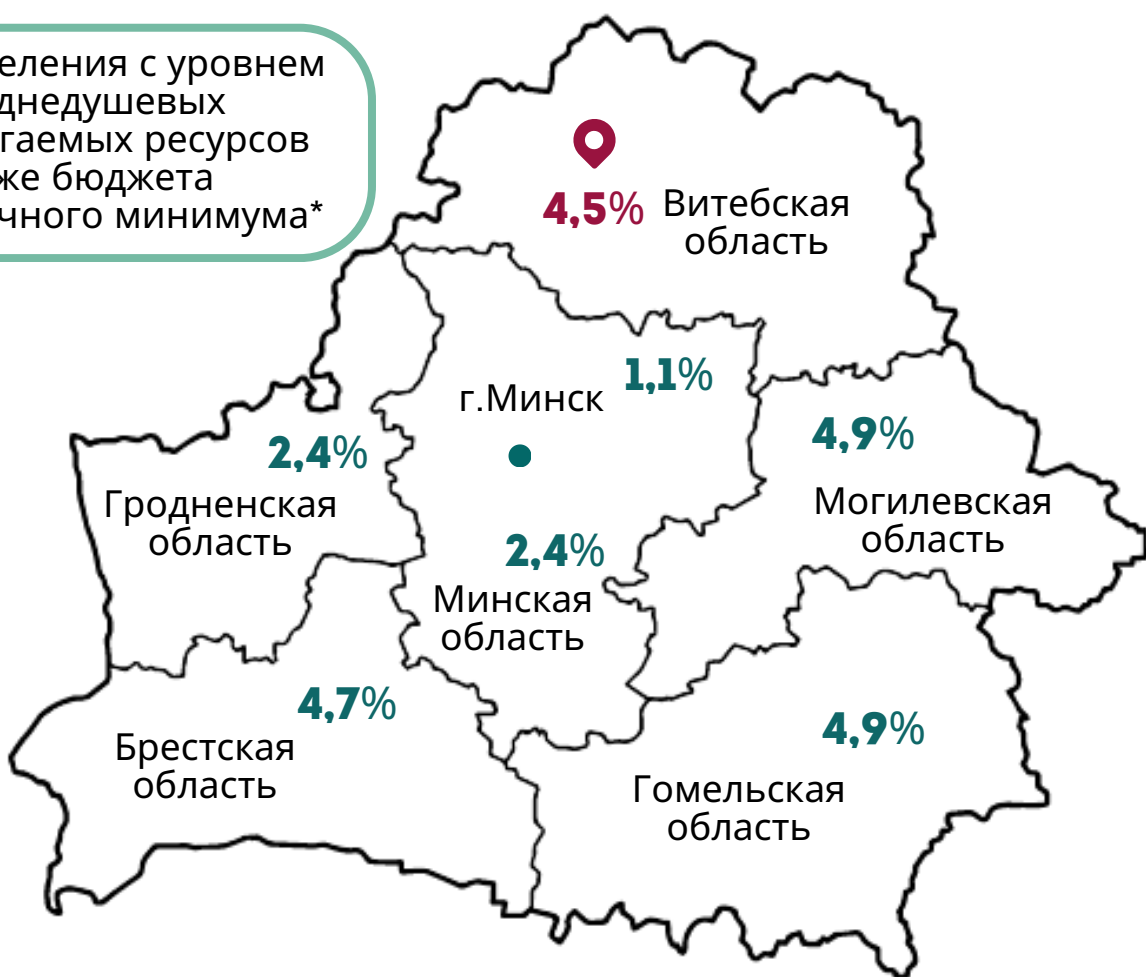 еления с уровнем
днедушевых
гаемых ресурсов
же бюджета
чного минимума*
4,5% Витебская
область
1,1%
г.Минск
2,4%
Гродненская
область
4,9%
Могилевская
область
2,4%
Минская
область
4,7%
Брестская
область
4,9%
Гомельская
область